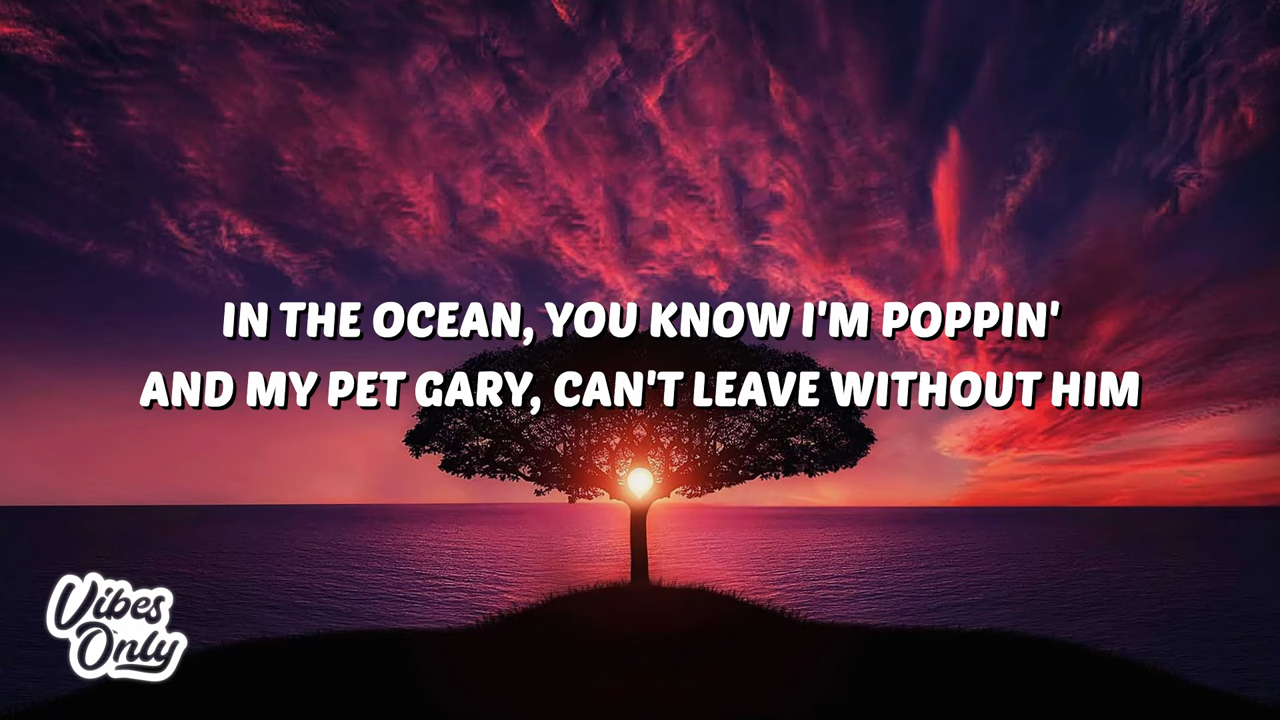 IN THE OCEAN, YOU KNOW I'M POPPIN'
AND MY PET GARY, CAN'T LEAVE WITHOUT HIM
Vibes
Only